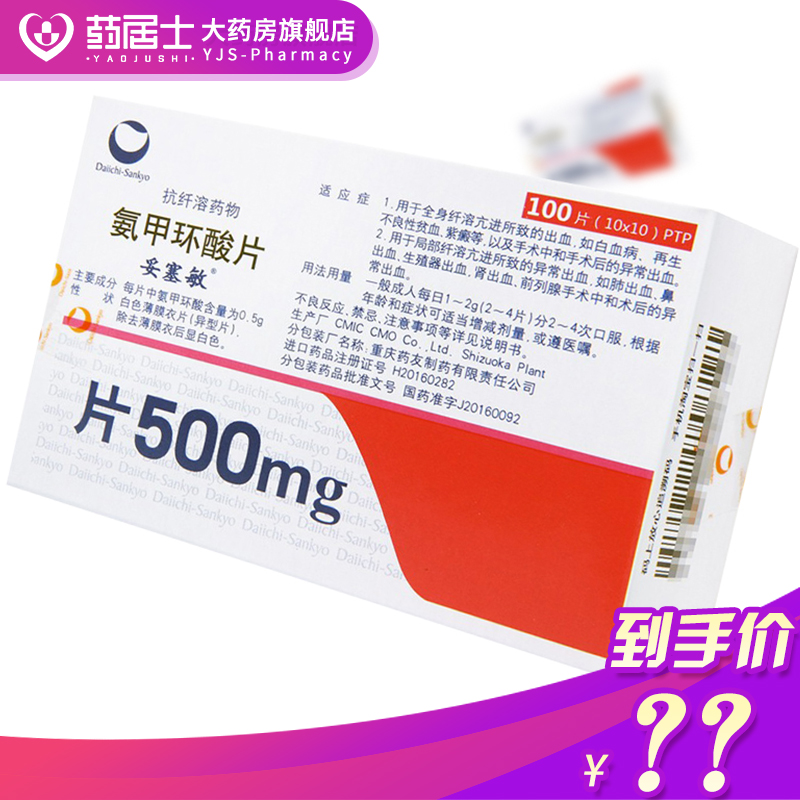 药居士
YAOJUSHI
大药房旗舰店
YJS-Pharmacy
Daiichi-Sankyo
抗纤溶药物
氨甲环酸片
妥塞敏®
主要成分 每片中氨甲环酸含量为0.5g
性状 白色薄膜衣片(异型片),
除去薄膜衣后显白色。
100片(10x10)PTP
适应症 1.用于全身纤溶亢进所致的出血,如白血病、再生
不良性贫血,紫癜等,以及手术中和手术后的异常出血。
2.用于局部纤溶亢进所致的异常出血,如肺出血、鼻
出血、生殖器出血,肾出血、前列腺手术中和术后的异
常出血。
用法用量 一般成人每日1~2g(2~4片)分2~4次口服,根据
年龄和症状可适当增减剂量,或遵医嘱。
不良反应、禁忌、注意事项等详见说明书。
生产厂 CMIC CMO Co., Ltd. Shizuoka Plant
分包装厂名称:重庆药友制药有限责任公司
进口药品注册证号 H20160282
分包装药品批准文号 国药准字J20160092
片500mg
手机淘宝扫一扫
码上放心追溯码
到手价
¥??